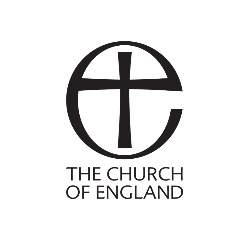 THE CHURCH
OF ENGLAND